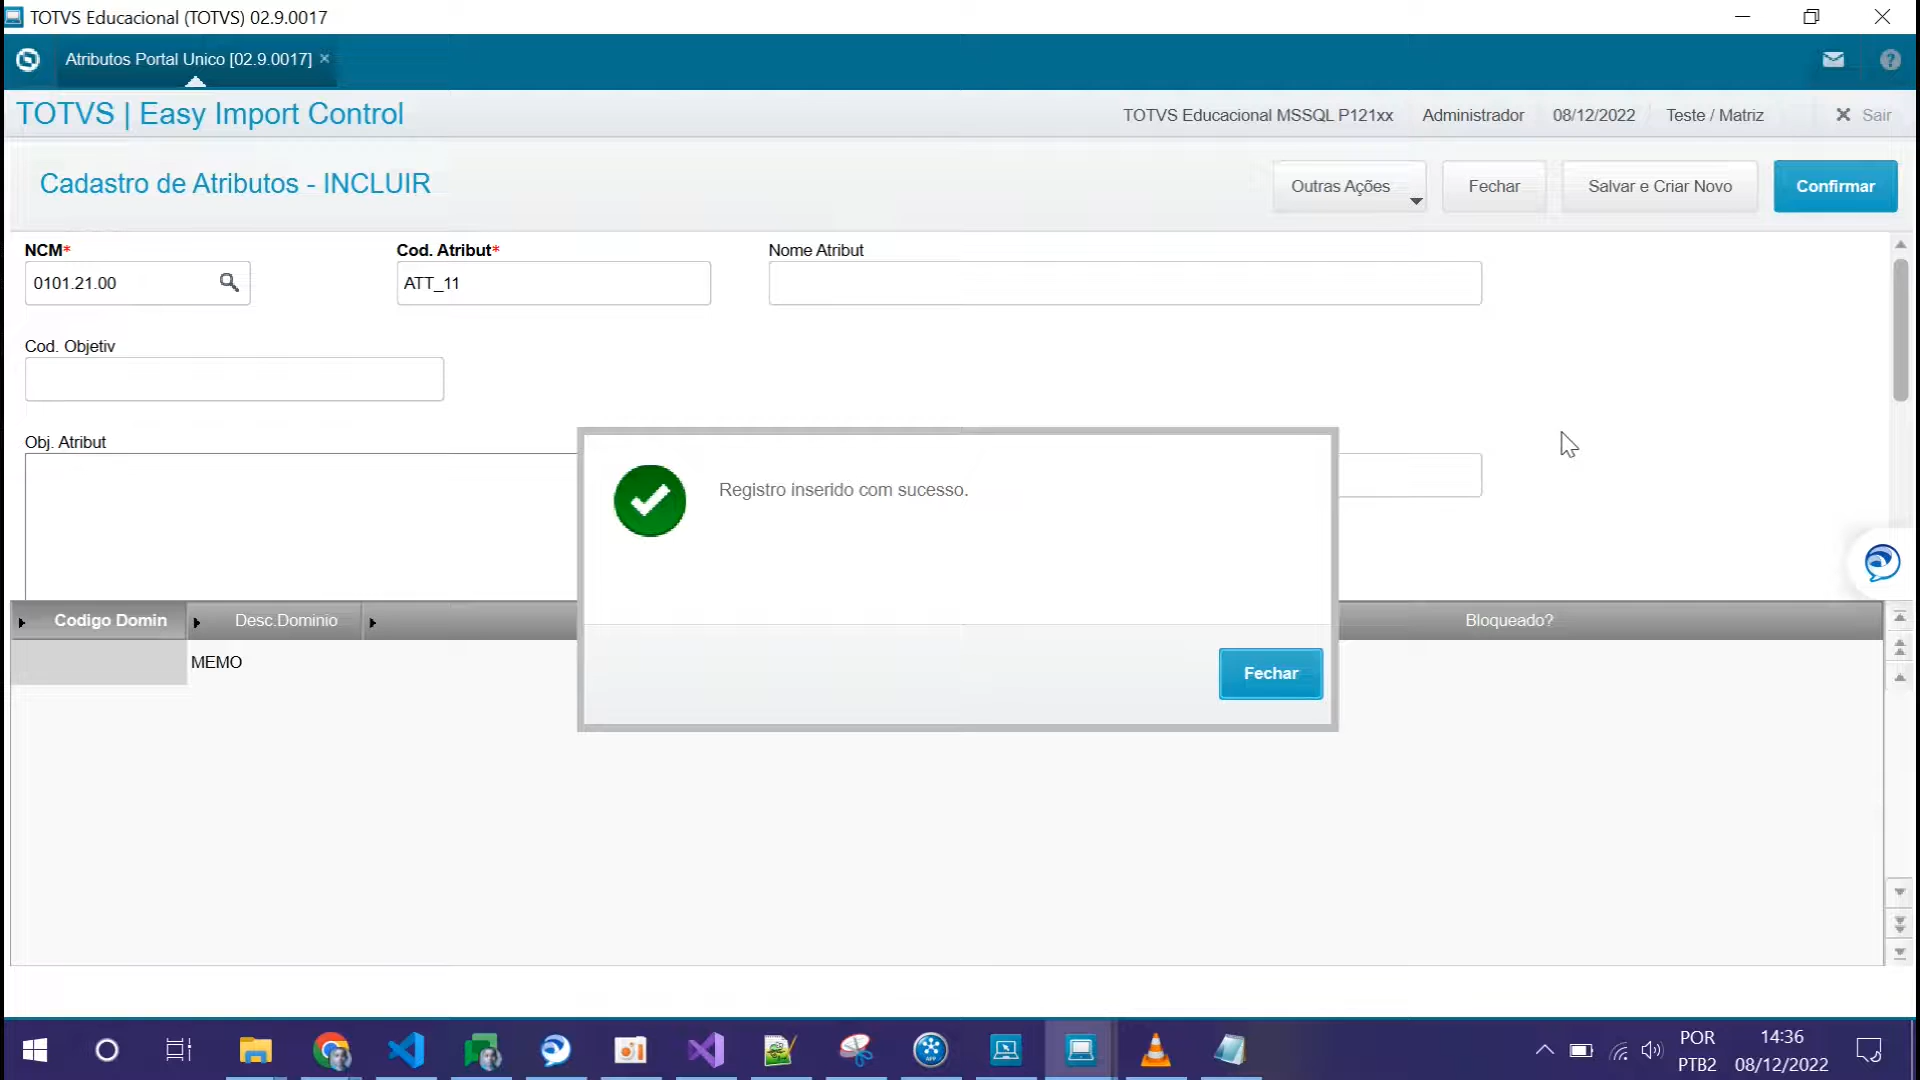 TOTVS Educacional (TOTVS) 02.9.0017
Atributos Portal Unico [02.9.0017] ×
TOTVS | Easy Import Control
TOTVS Educacional MSSQL P121xx Administrador 08/12/2022 Teste / Matriz Sair
Cadastro de Atributos - INCLUIR
Outras Ações Fechar Salvar e Criar Novo Confirmar
NCM* Cod. Atribut* Nome Atribut
0101.21.00 ATT_11
Cod. Objetiv
Obj. Atribut
Registro inserido com sucesso.
Fechar
Codigo Domin Desc.Dominio Bloqueado?
MEMO
POR
PTB2
14:36
08/12/2022